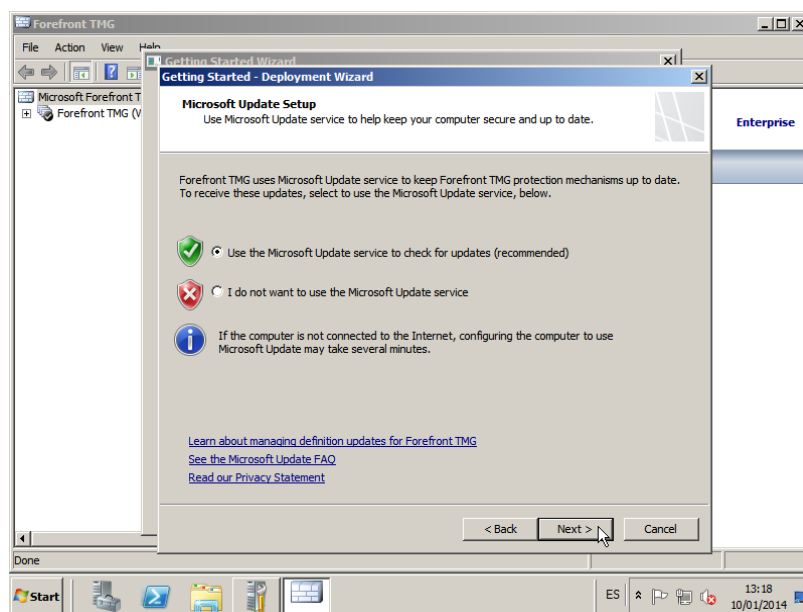 Forefront TMG
File Action View Help
Getting Started Wizard
Getting Started - Deployment Wizard
Microsoft Forefront T
Forefront TMG (V
Microsoft Update Setup
Use Microsoft Update service to help keep your computer secure and up to date.
Enterprise
Forefront TMG uses Microsoft Update service to keep Forefront TMG protection mechanisms up to date.
To receive these updates, select to use the Microsoft Update service, below.
Use the Microsoft Update service to check for updates (recommended)
I do not want to use the Microsoft Update service
If the computer is not connected to the Internet, configuring the computer to use
Microsoft Update may take several minutes.
Learn about managing definition updates for Forefront TMG
See the Microsoft Update FAQ
Read our Privacy Statement
< Back Next > Cancel
Done
Start ES 13:18
10/01/2014